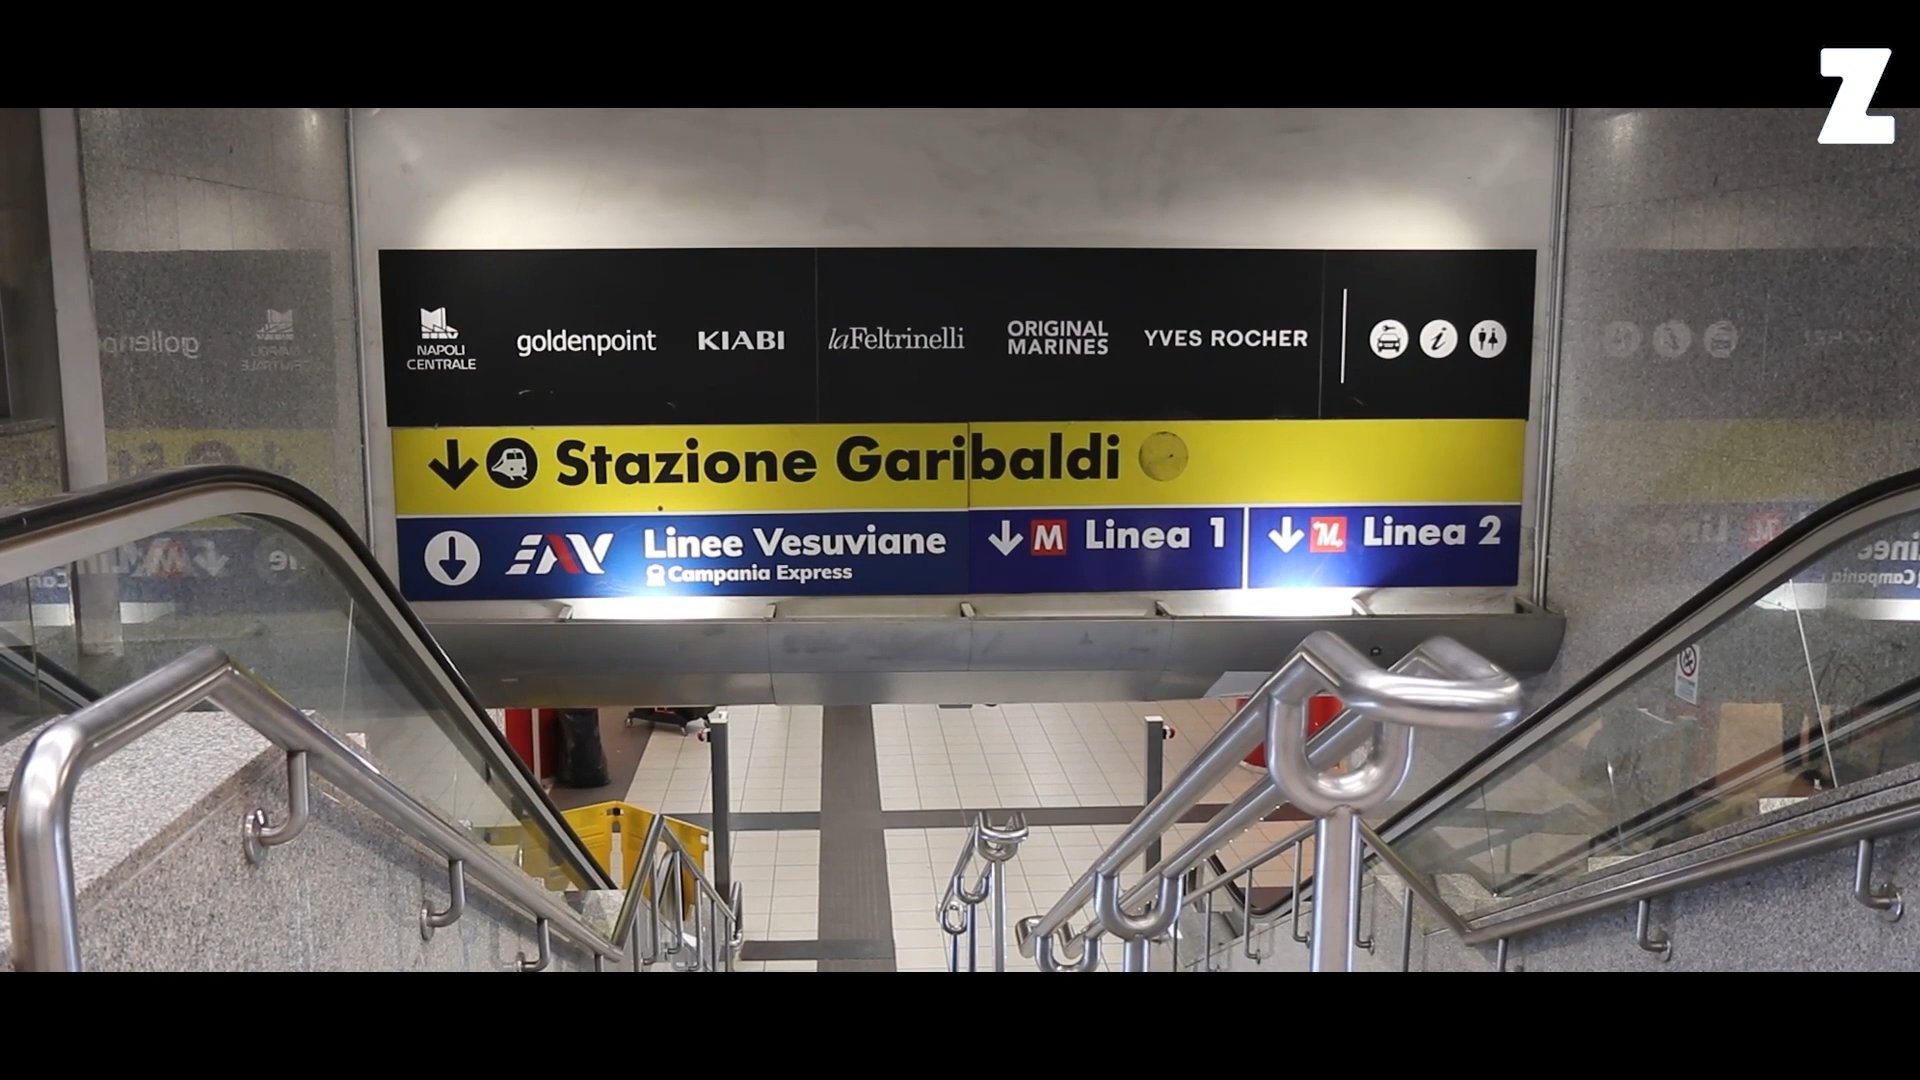 Z
NAPOLI
CENTRALE
goldenpoint
KIABI
laFeltrinelli
ORIGINAL
MARINES
YVES ROCHER
i
Stazione Garibaldi
EAV Linee Vesuviane
Campania Express
M Linea 1
M Linea 2